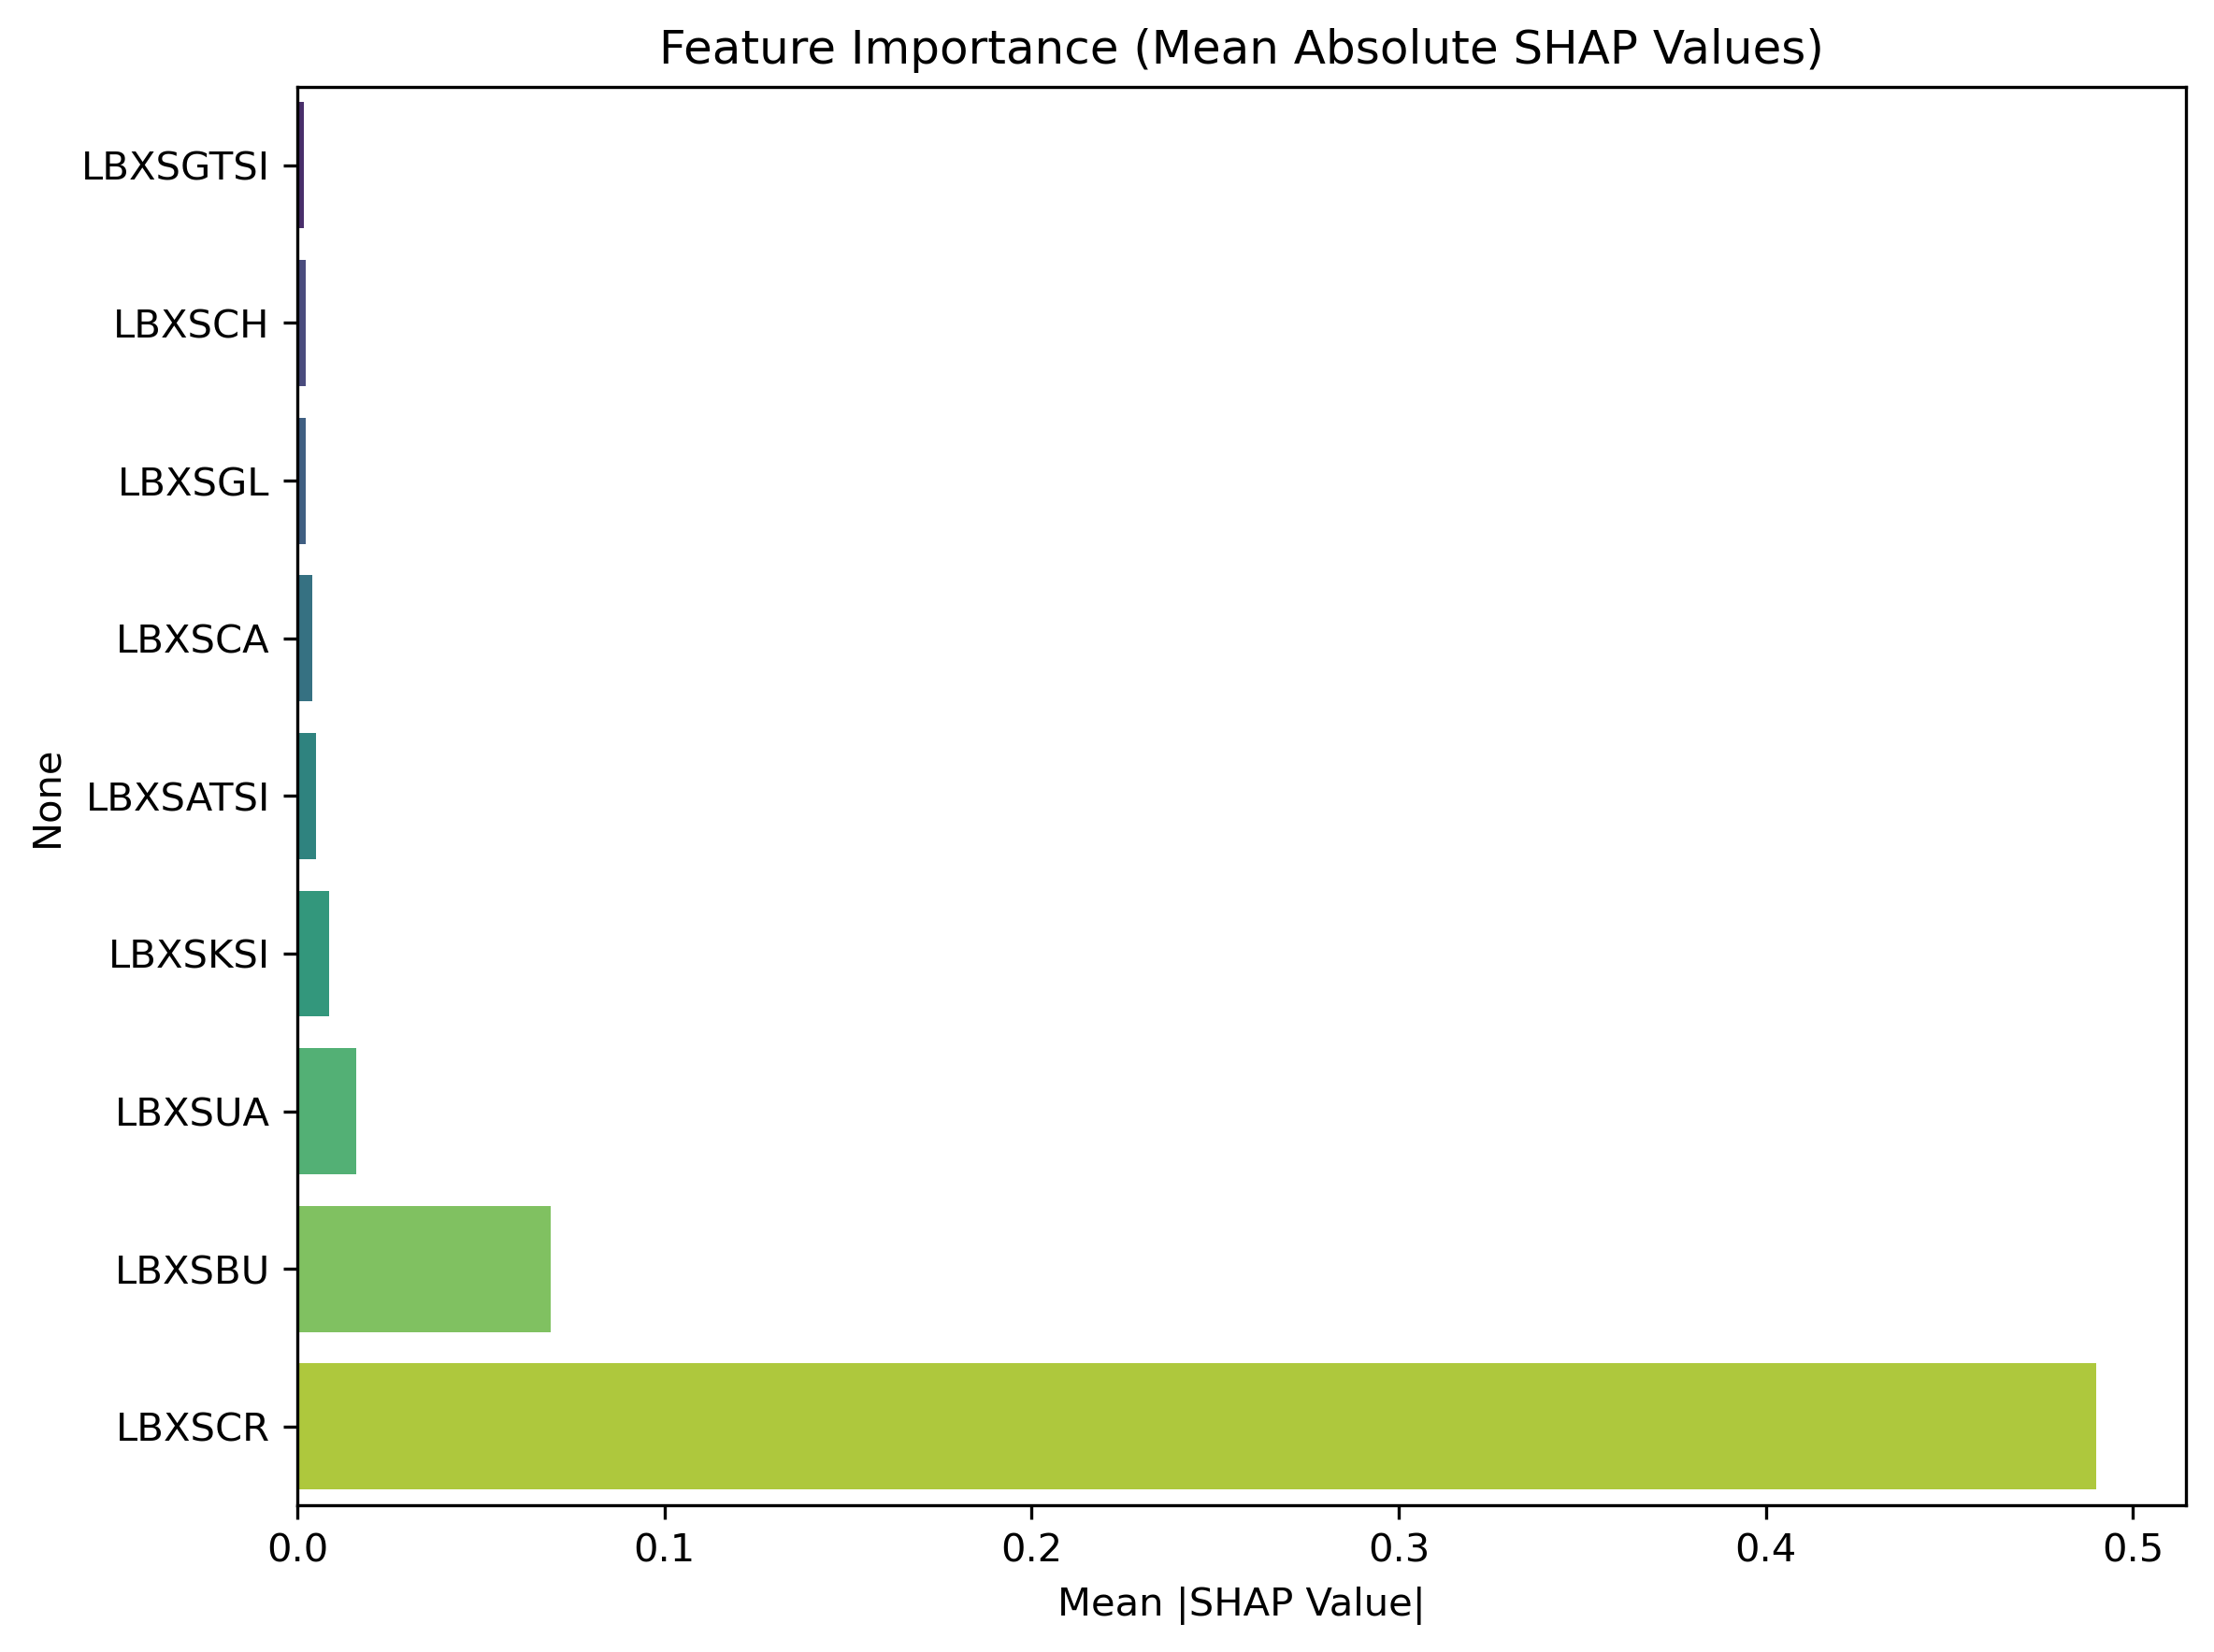 Feature Importance (Mean Absolute SHAP Values)
LBXSGTSI
LBXSCH
LBXSGL
LBXSCA
LBXSATSI
LBXSKSI
LBXSUA
LBXSBU
LBXSCR
None
0.0 0.1 0.2 0.3 0.4 0.5
Mean |SHAP Value|